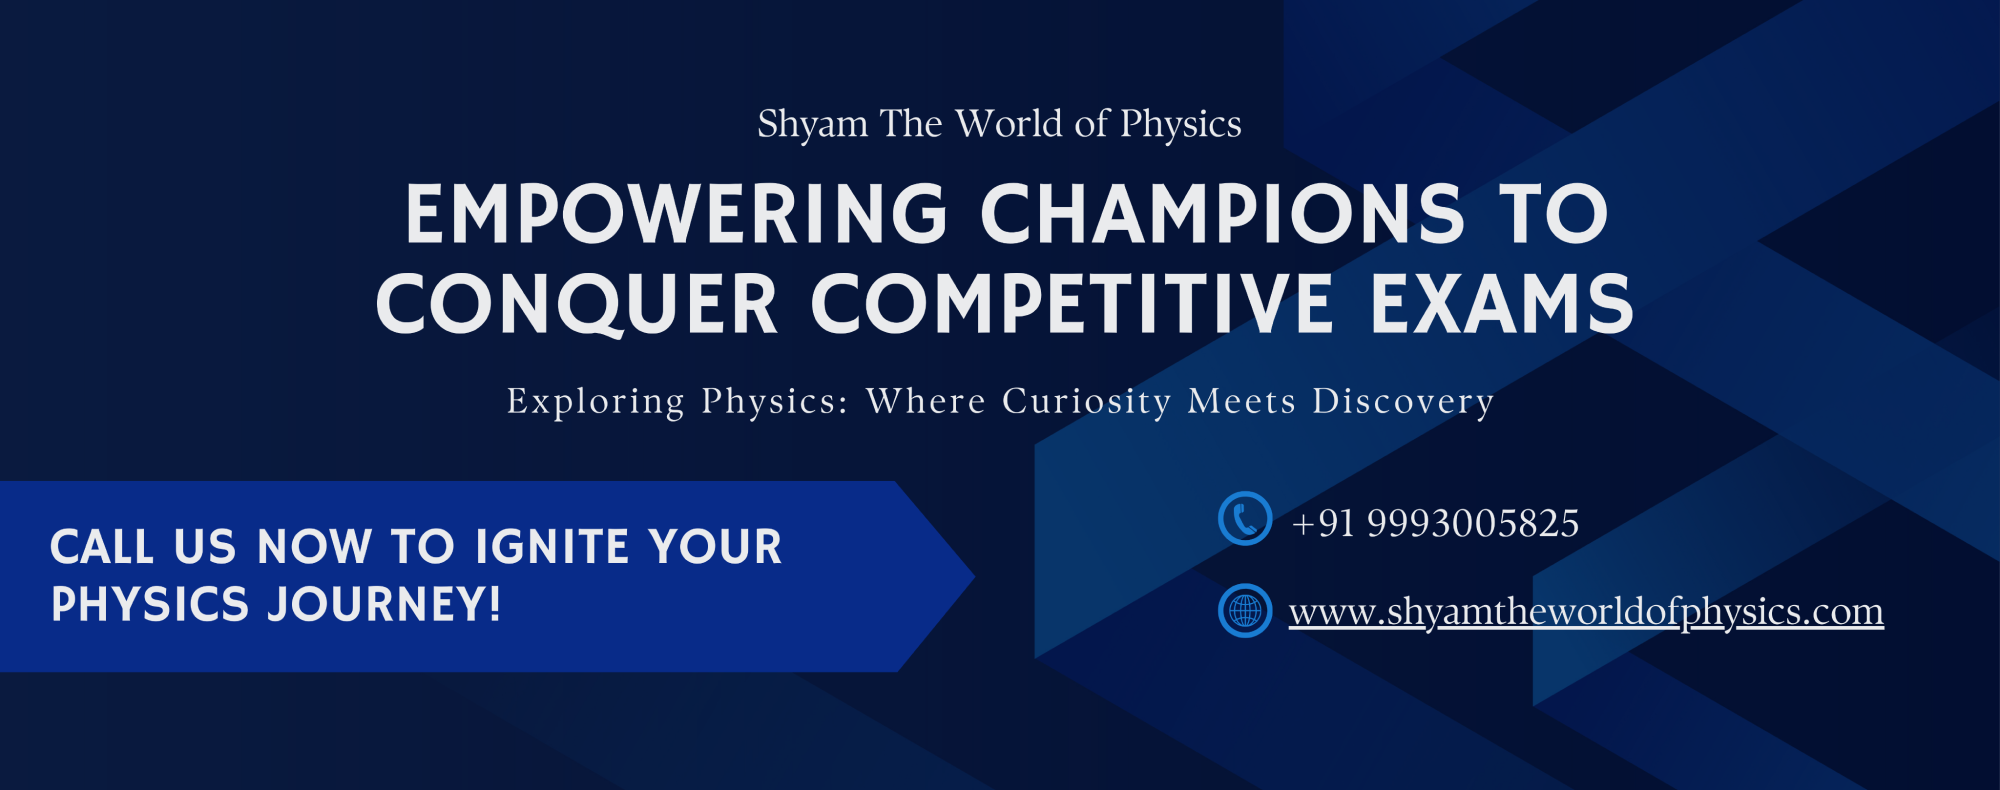 Shyam The World of Physics
EMPOWERING CHAMPIONS TO
CONQUER COMPETITIVE EXAMS
Exploring Physics: Where Curiosity Meets Discovery
CALL US NOW TO IGNITE YOUR
PHYSICS JOURNEY!
+91 9993005825
www.shyamtheworldofphysics.com